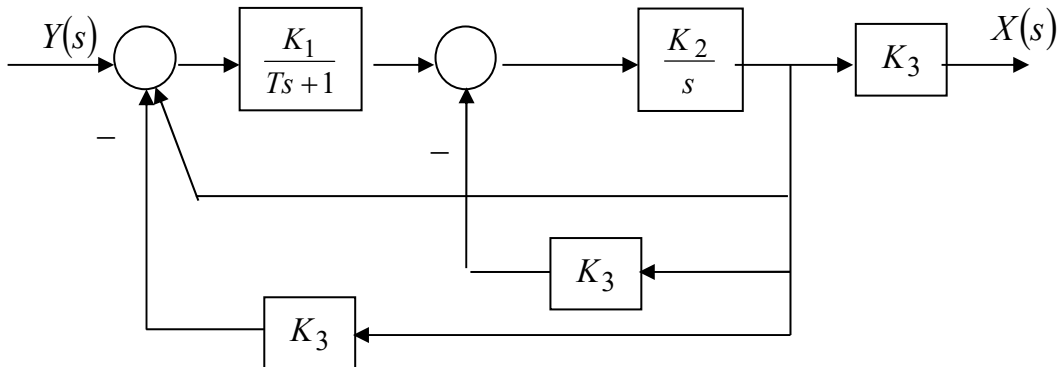 Y(s)
K₁
Ts + 1
K₂
s
K₃
X(s)
−
−
K₃
K₃